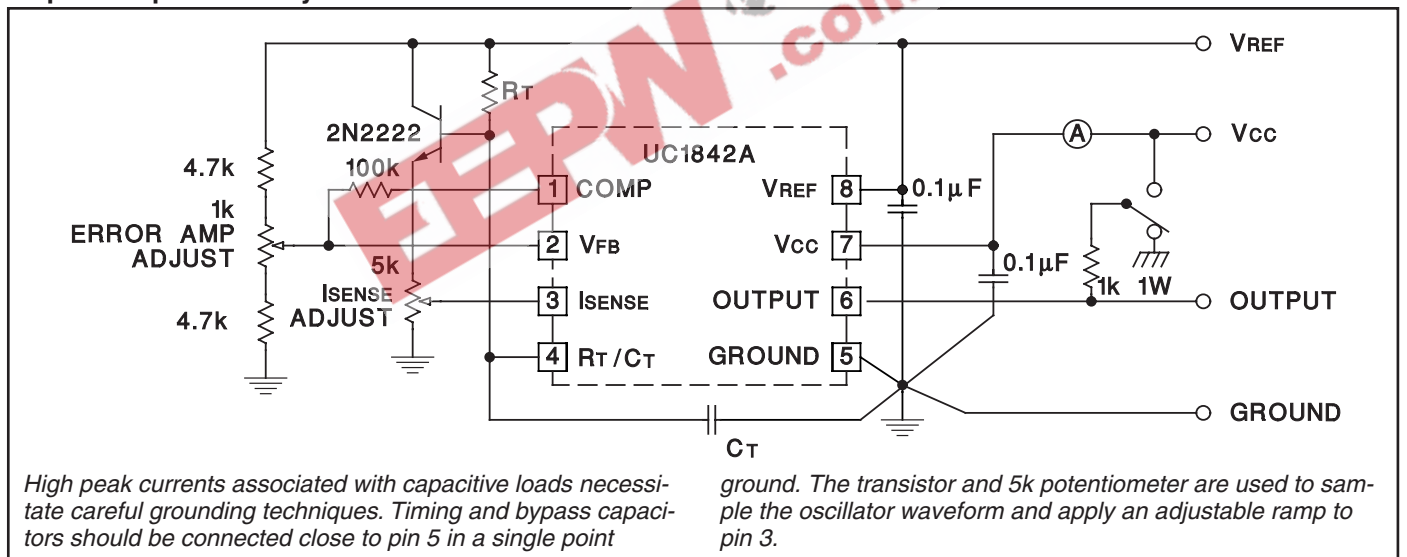 EEPW.com
VREF
RT
2N2222
UC1842A
A
VCC
4.7k
100k
1 COMP
VREF 8
0.1µF
1k
ERROR AMP
ADJUST
2 VFB
VCC 7
5k
0.1µF
ISENSE
ADJUST
3 ISENSE
OUTPUT 6
1k 1W
OUTPUT
4.7k
4 RT/CT
GROUND 5
GROUND
CT
High peak currents associated with capacitive loads necessi-
tate careful grounding techniques. Timing and bypass capaci-
tors should be connected close to pin 5 in a single point
ground. The transistor and 5k potentiometer are used to sam-
ple the oscillator waveform and apply an adjustable ramp to
pin 3.